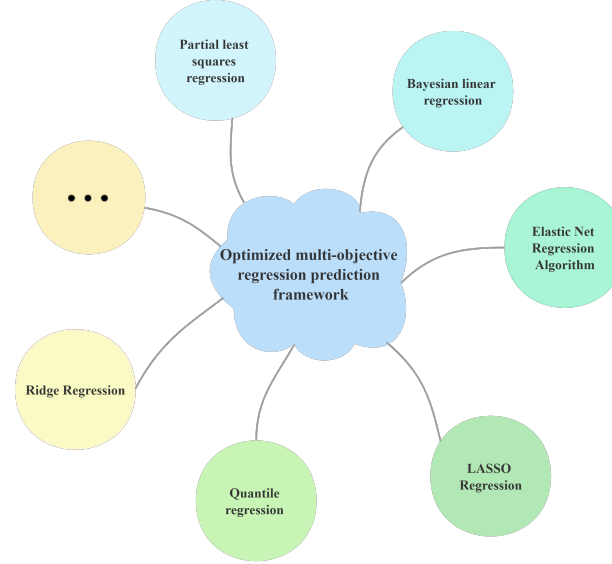 Partial least
squares
regression
Bayesian linear
regression
• • •
Optimized multi-objective
regression prediction
framework
Elastic Net
Regression
Algorithm
Ridge Regression
Quantile
regression
LASSO
Regression